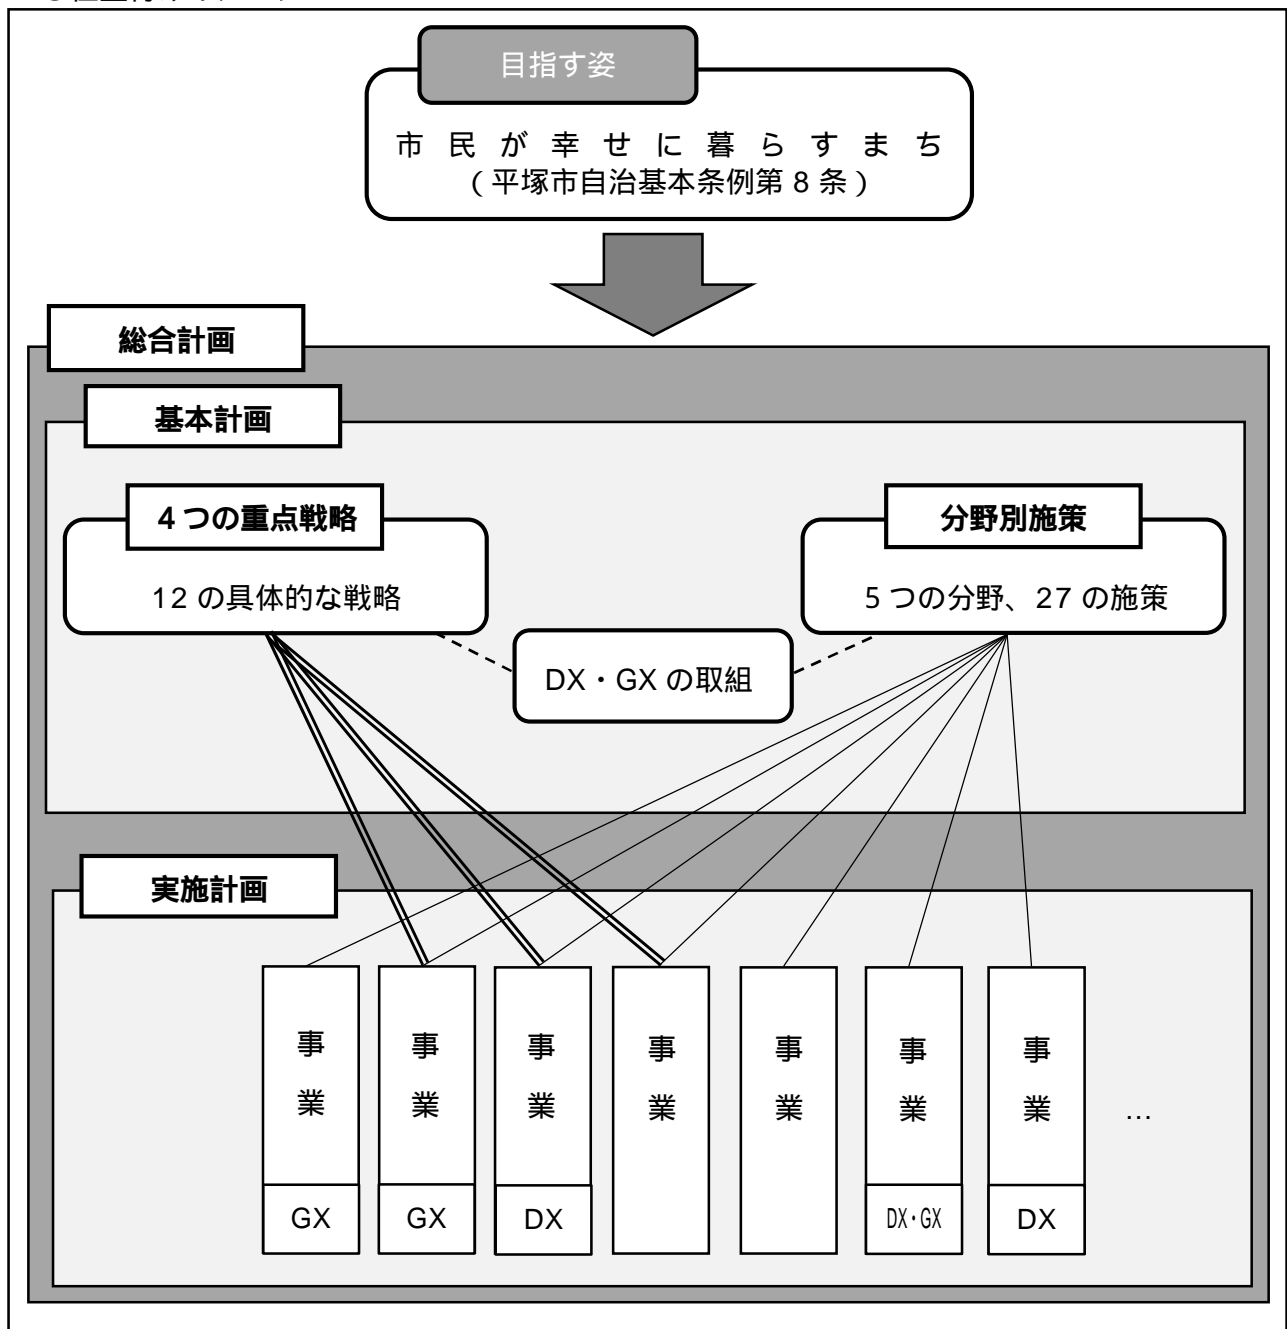 目指す姿
市民が幸せに暮らすまち
(平塚市自治基本条例第8条)
総合計画
基本計画
4つの重点戦略
12の具体的な戦略
分野別施策
5つの分野、27の施策
DX・GXの取組
実施計画
事業
GX
事業
GX
事業
DX
事業
事業
事業
DX・GX
事業
DX
…